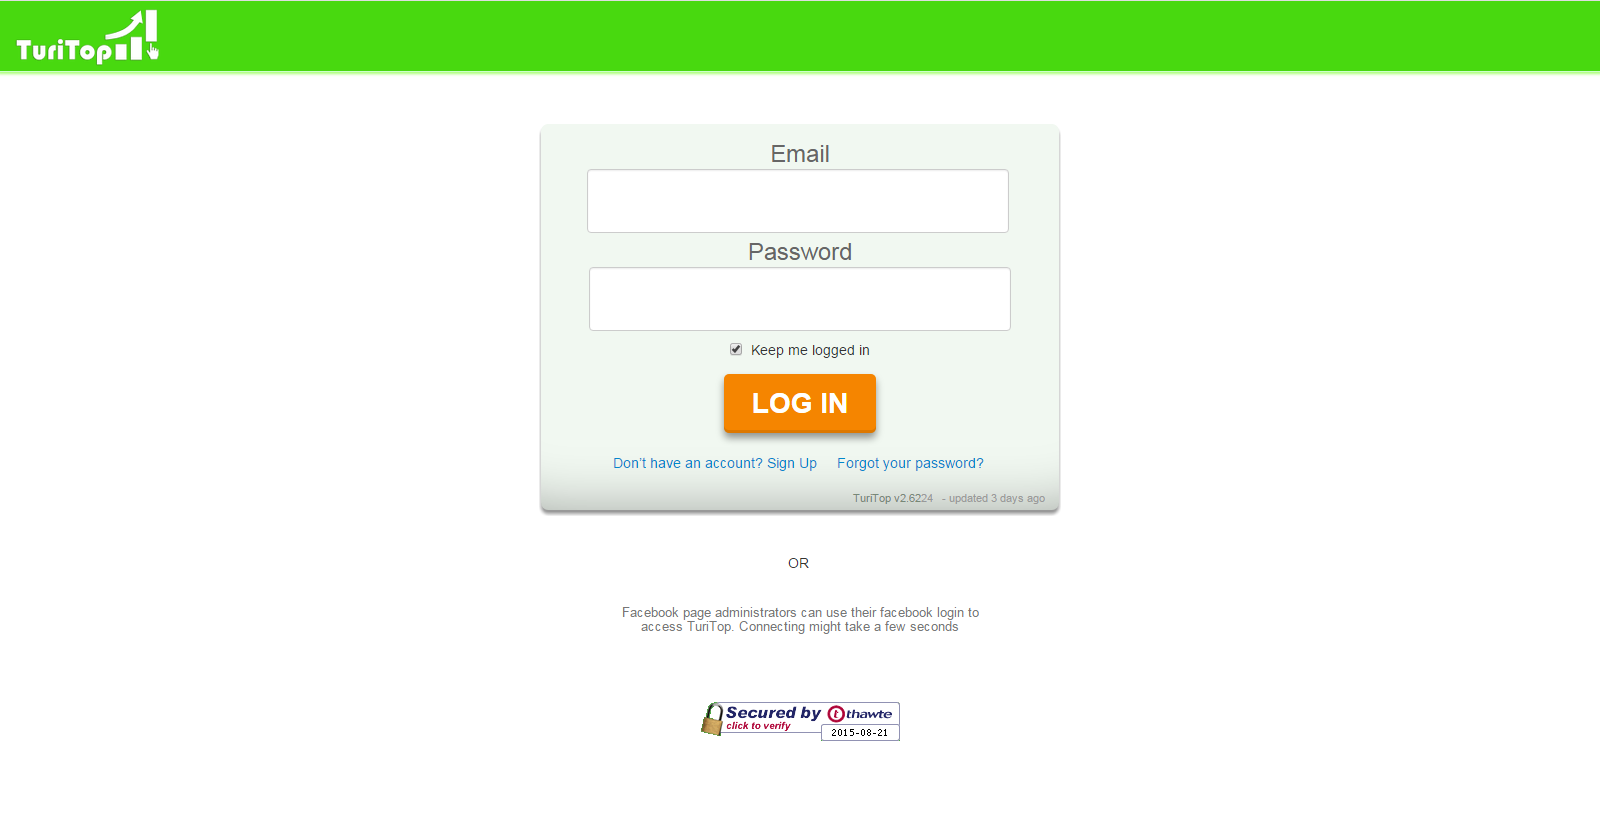 TuriTop
Email
Password
Keep me logged in
LOG IN
Don't have an account? Sign Up Forgot your password?
TuriTop v2.6224 - updated 3 days ago
OR
Facebook page administrators can use their facebook login to
access TuriTop. Connecting might take a few seconds
Secured by t thawte
click to verify
2015-08-21